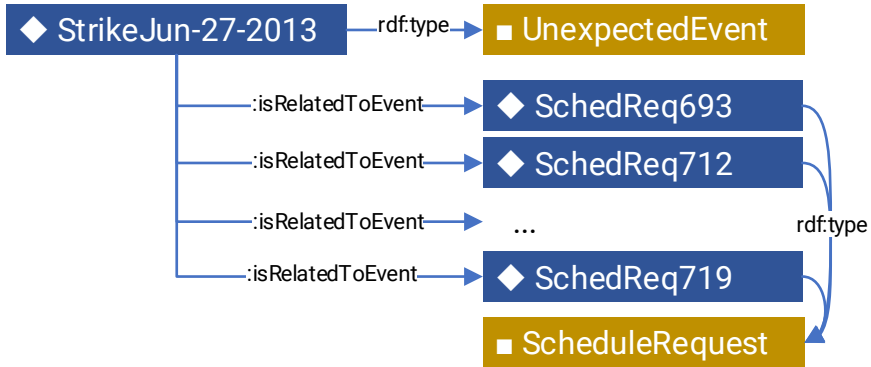 StrikeJun-27-2013
rdf:type
UnexpectedEvent
:isRelatedToEvent
SchedReq693
:isRelatedToEvent
SchedReq712
:isRelatedToEvent
...
rdf:type
:isRelatedToEvent
SchedReq719
ScheduleRequest